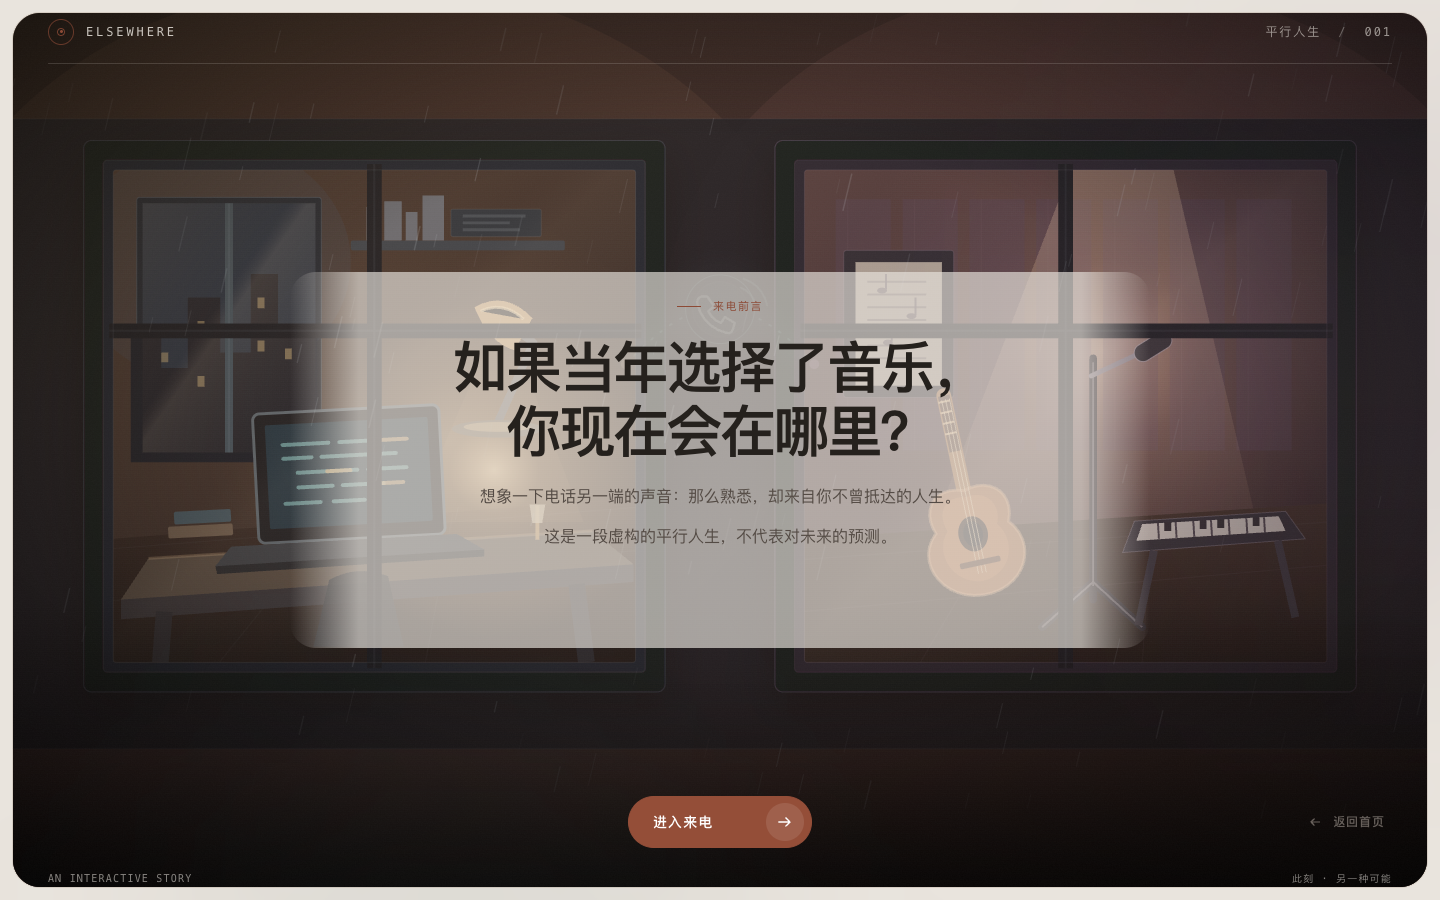 ELSEWHERE
平行人生 / 001
来电前言
如果当年选择了音乐，
你现在会在哪里？
想象一下电话另一端的声音：那么熟悉，却来自你不曾抵达的人生。
这是一段虚构的平行人生，不代表对未来的预测。
进入来电 →
← 返回首页
AN INTERACTIVE STORY
此刻 · 另一种可能